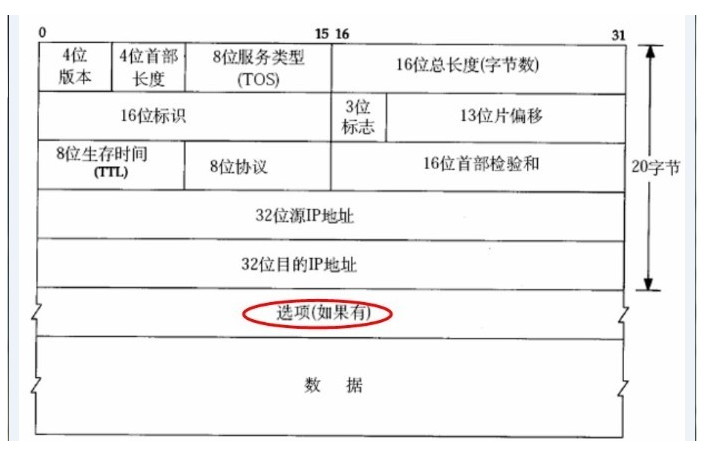 0 15 16 31
4位版本 4位首部长度 8位服务类型(TOS) 16位总长度(字节数)
16位标识 3位标志 13位片偏移
8位生存时间(TTL) 8位协议 16位首部检验和
20字节
32位源IP地址
32位目的IP地址
选项(如果有)
数 据